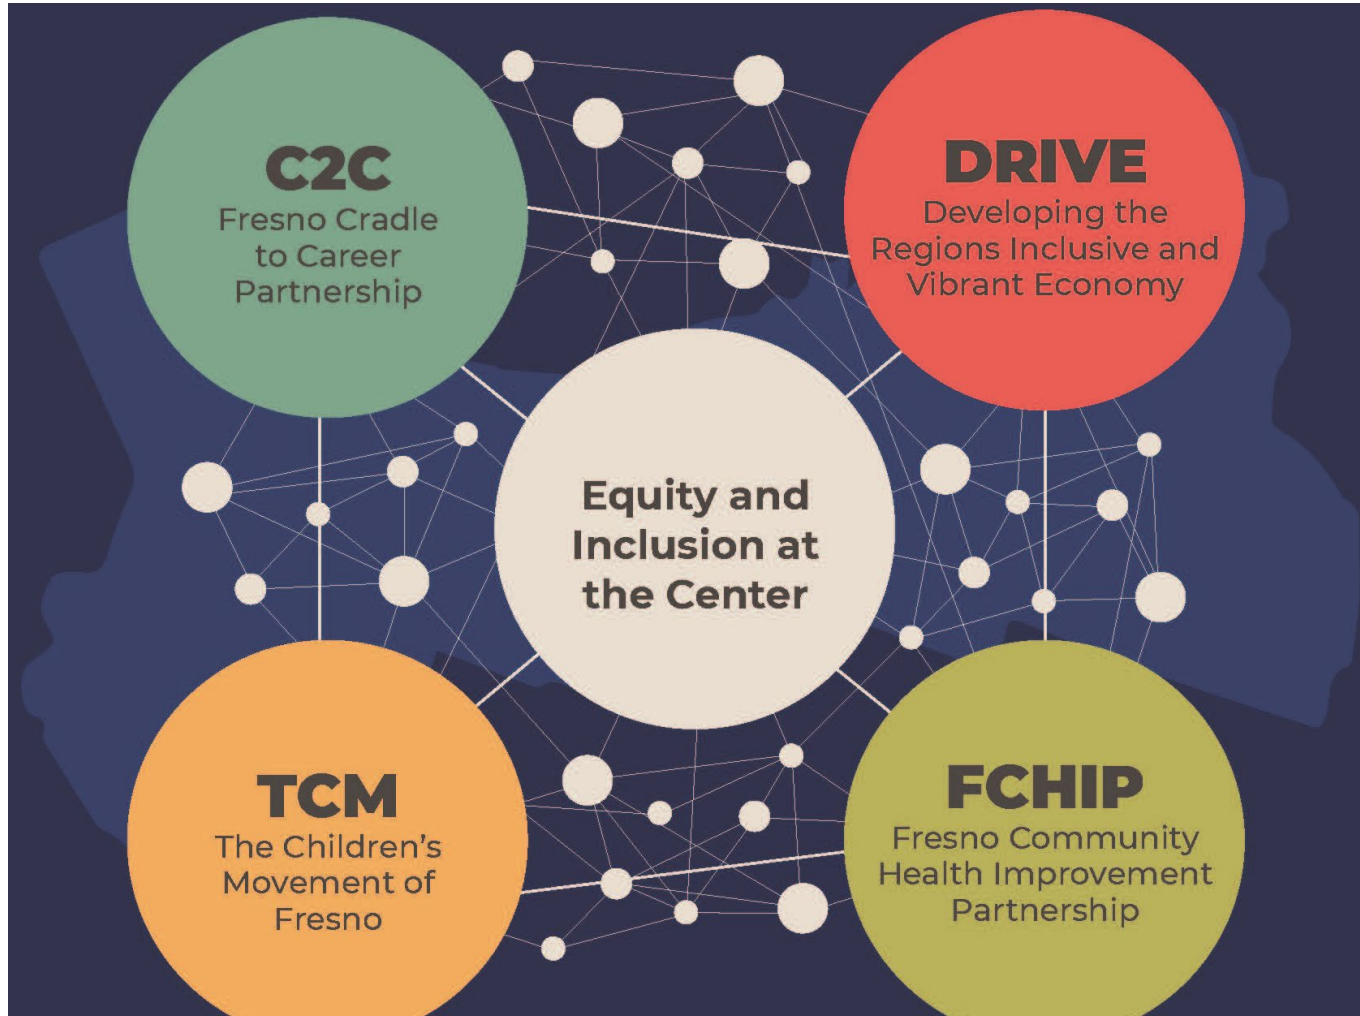 C2C
Fresno Cradle
to Career
Partnership
DRIVE
Developing the
Regions Inclusive and
Vibrant Economy
Equity and
Inclusion at
the Center
TCM
The Children’s
Movement of
Fresno
FCHIP
Fresno Community
Health Improvement
Partnership